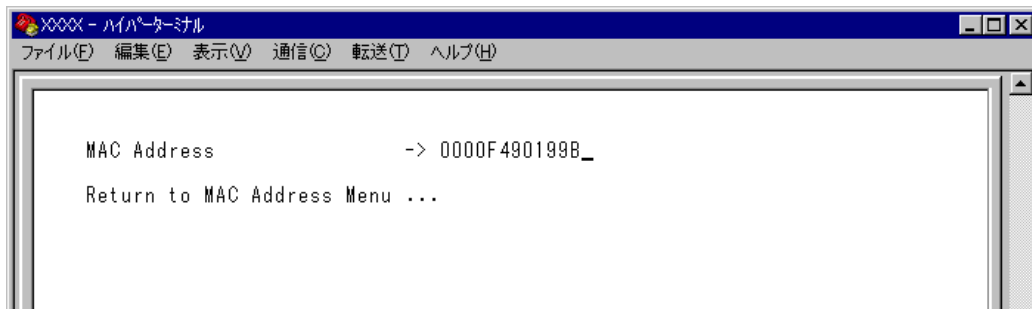 XXXX - ハイパーターミナル
ファイル(F) 編集(E) 表示(V) 通信(C) 転送(T) ヘルプ(H)
MAC Address -> 0000F490199B_
Return to MAC Address Menu ...